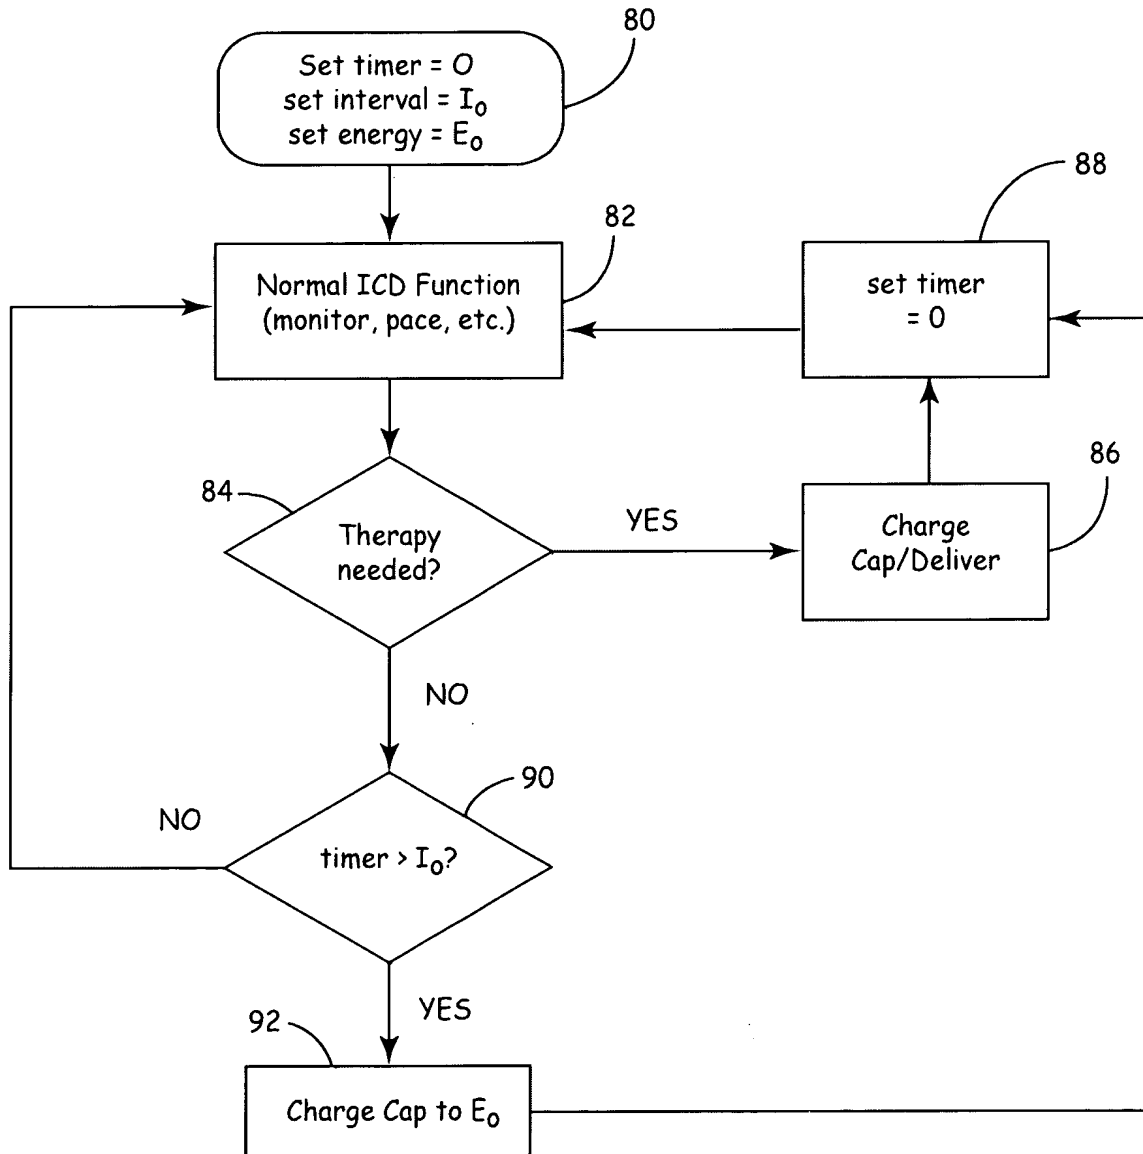 80
Set timer = O
set interval = I₀
set energy = E₀
82
88
Normal ICD Function
(monitor, pace, etc.)
set timer
= 0
84
86
Therapy
needed?
YES
Charge
Cap/Deliver
NO
90
NO
timer > I₀?
YES
92
Charge Cap to E₀